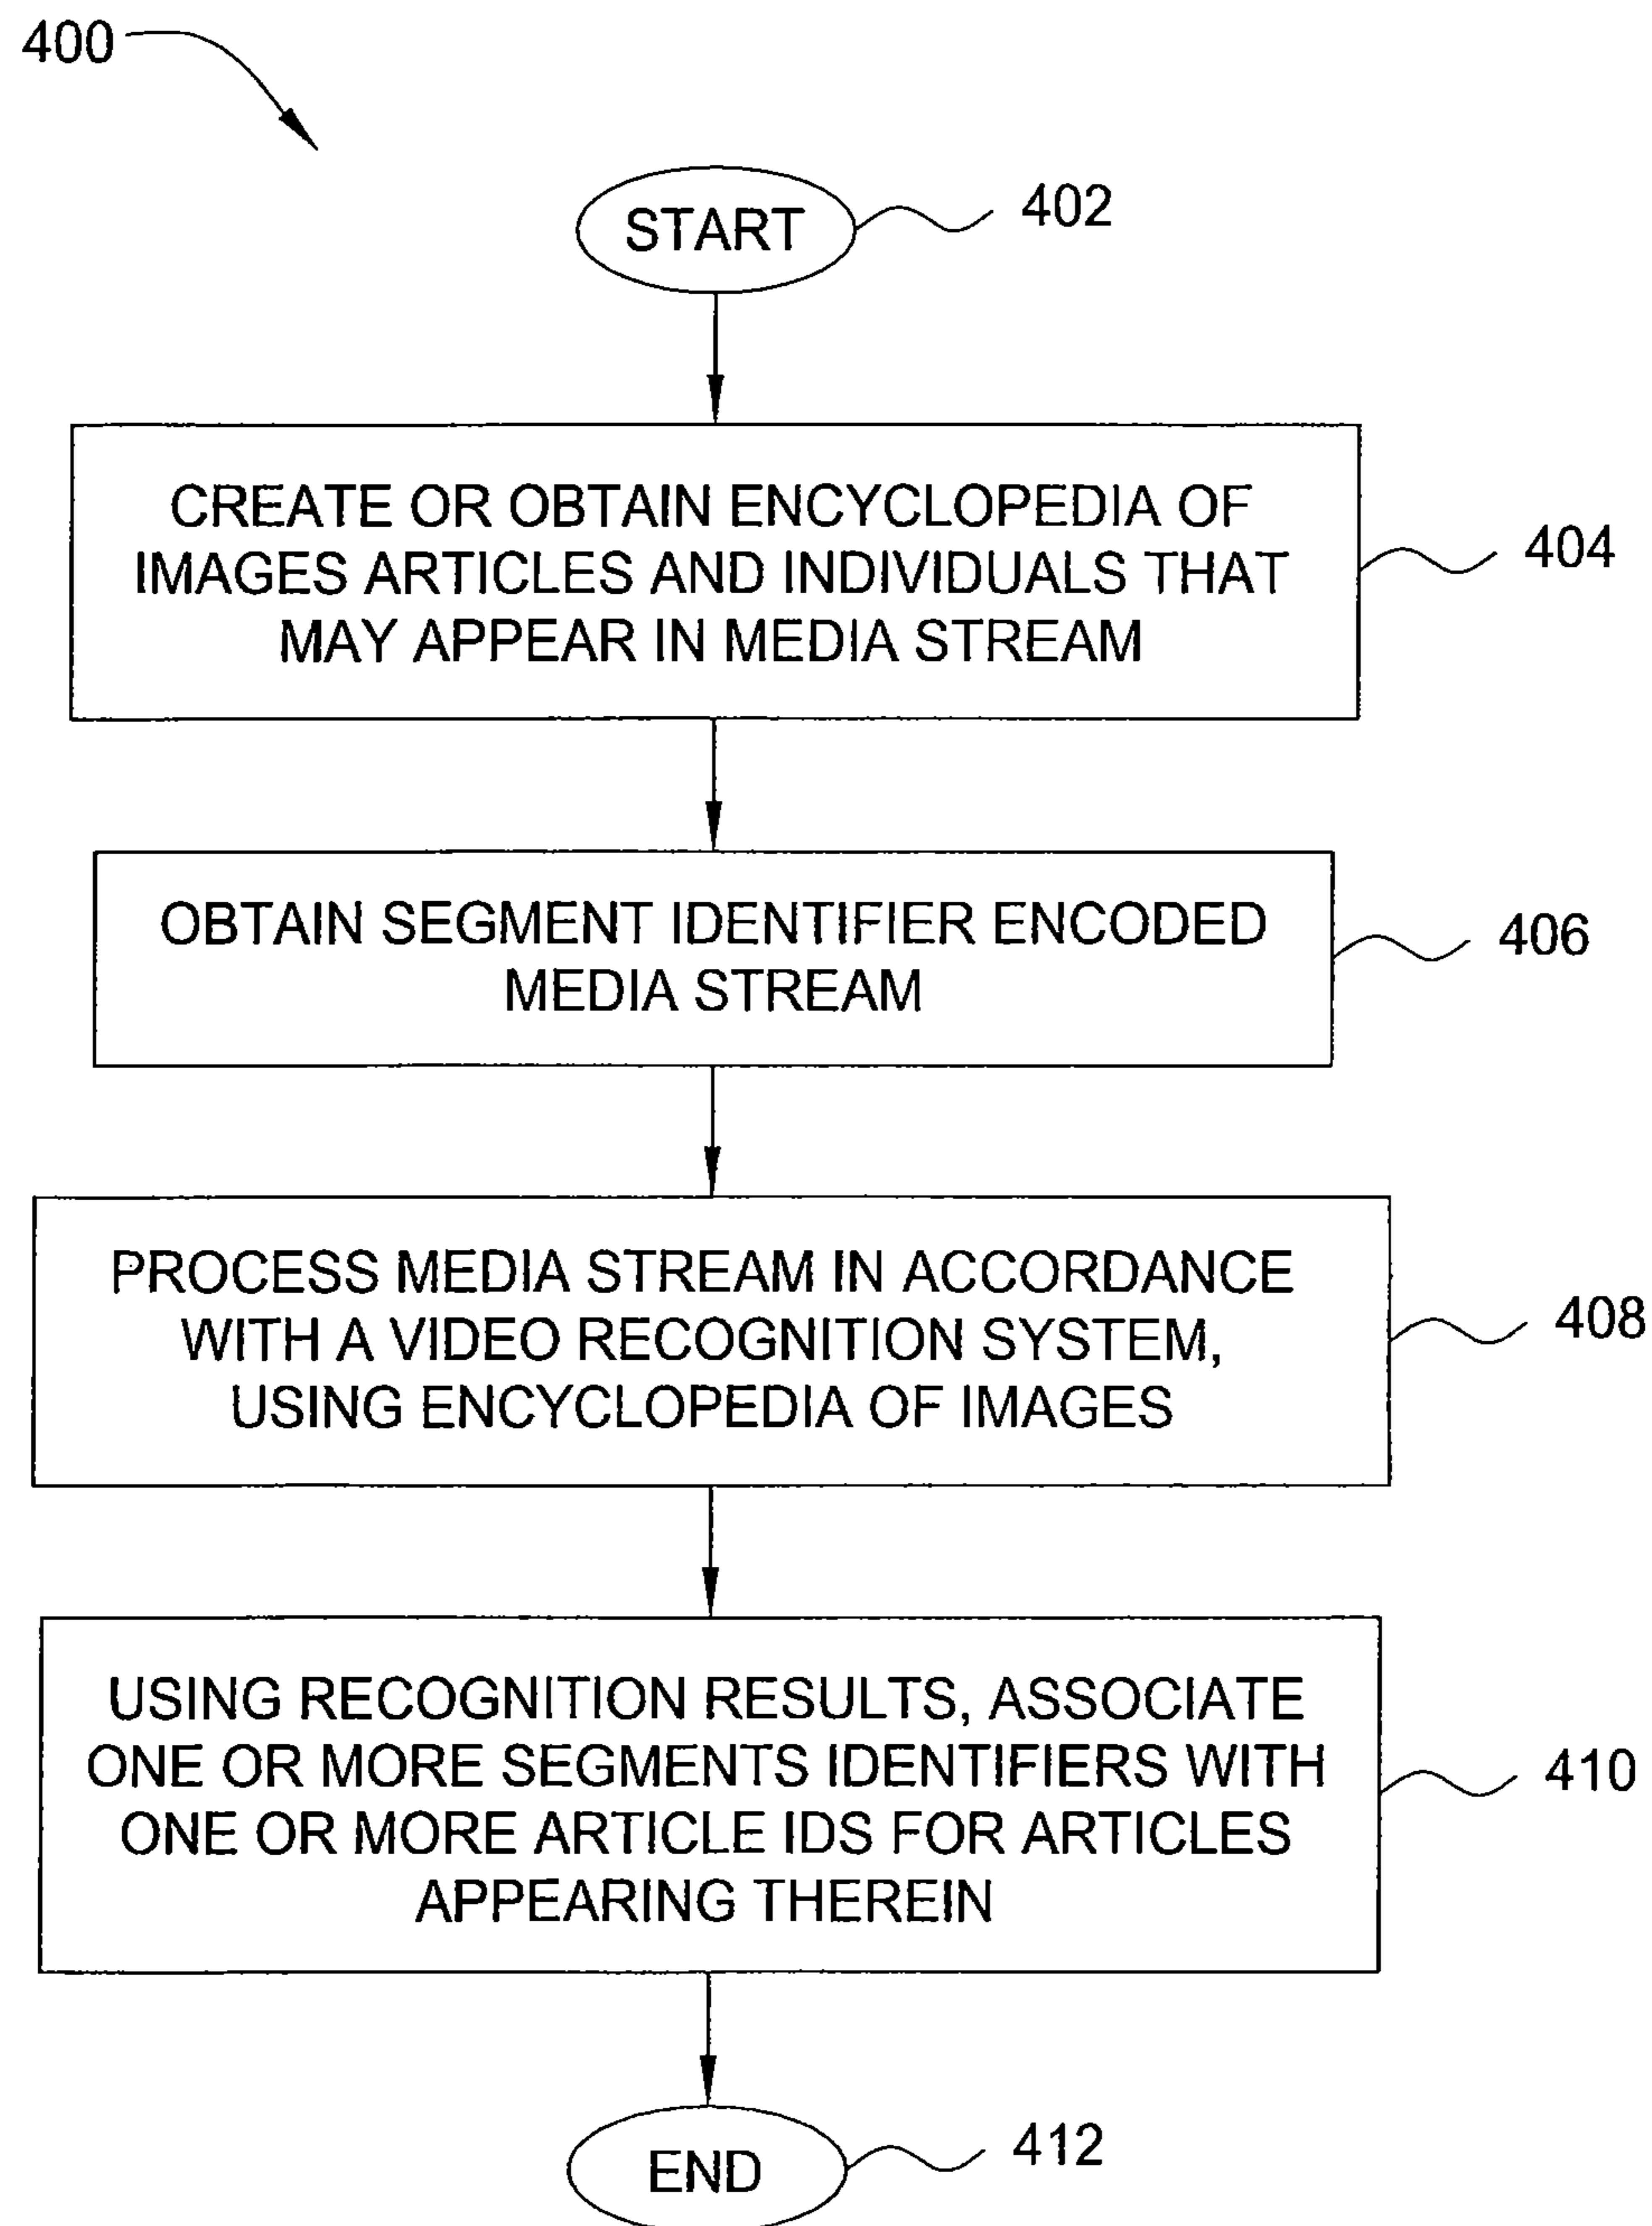 400
START
402
CREATE OR OBTAIN ENCYCLOPEDIA OF
IMAGES ARTICLES AND INDIVIDUALS THAT
MAY APPEAR IN MEDIA STREAM
404
OBTAIN SEGMENT IDENTIFIER ENCODED
MEDIA STREAM
406
PROCESS MEDIA STREAM IN ACCORDANCE
WITH A VIDEO RECOGNITION SYSTEM,
USING ENCYCLOPEDIA OF IMAGES
408
USING RECOGNITION RESULTS, ASSOCIATE
ONE OR MORE SEGMENTS IDENTIFIERS WITH
ONE OR MORE ARTICLE IDS FOR ARTICLES
APPEARING THEREIN
410
END
412